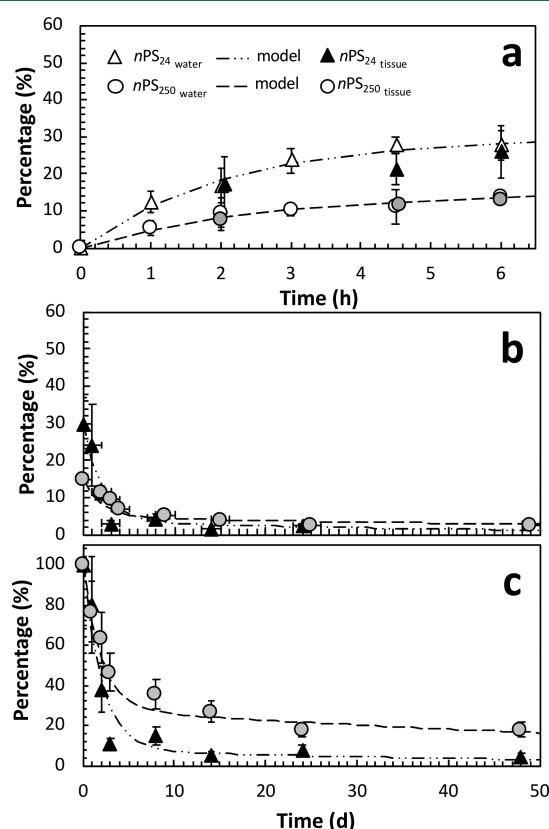 60
50
40
30
20
10
0
Percentage (%)
a
nPS24 water model nPS24 tissue
nPS250 water model nPS250 tissue
0 1 2 3 4 5 6
Time (h)
60
50
40
30
20
10
0
Percentage (%)
b
100
80
60
40
20
0
Percentage (%)
c
0 10 20 30 40 50
Time (d)